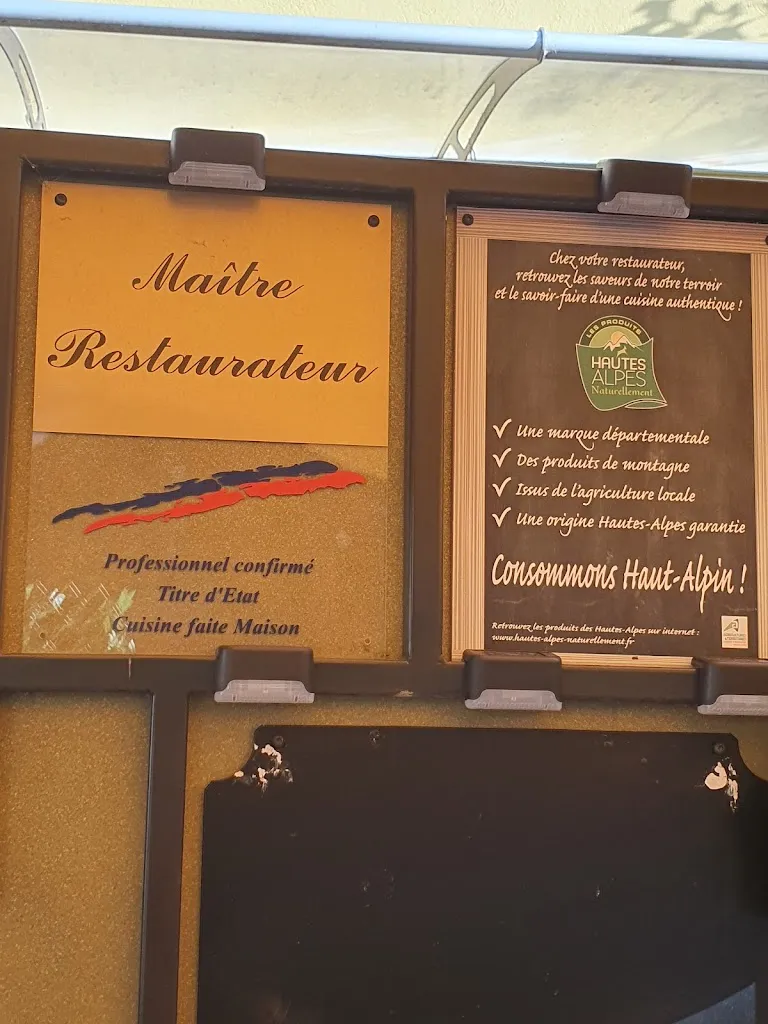 Maître
Restaurateur
Professionnel confirmé
Titre d'Etat
Cuisine faite Maison
Chez votre restaurateur,
retrouvez les saveurs de notre terroir
et le savoir-faire d'une cuisine authentique !
LES PRODUITS
HAUTES
ALPES
Naturellement
Une marque départementale
Des produits de montagne
Issus de l'agriculture locale
Une origine Hautes-Alpes garantie
Consommons Haut-Alpin !
Retrouvez les produits des Hautes-Alpes sur internet :
www.hautes-alpes-naturellement.fr